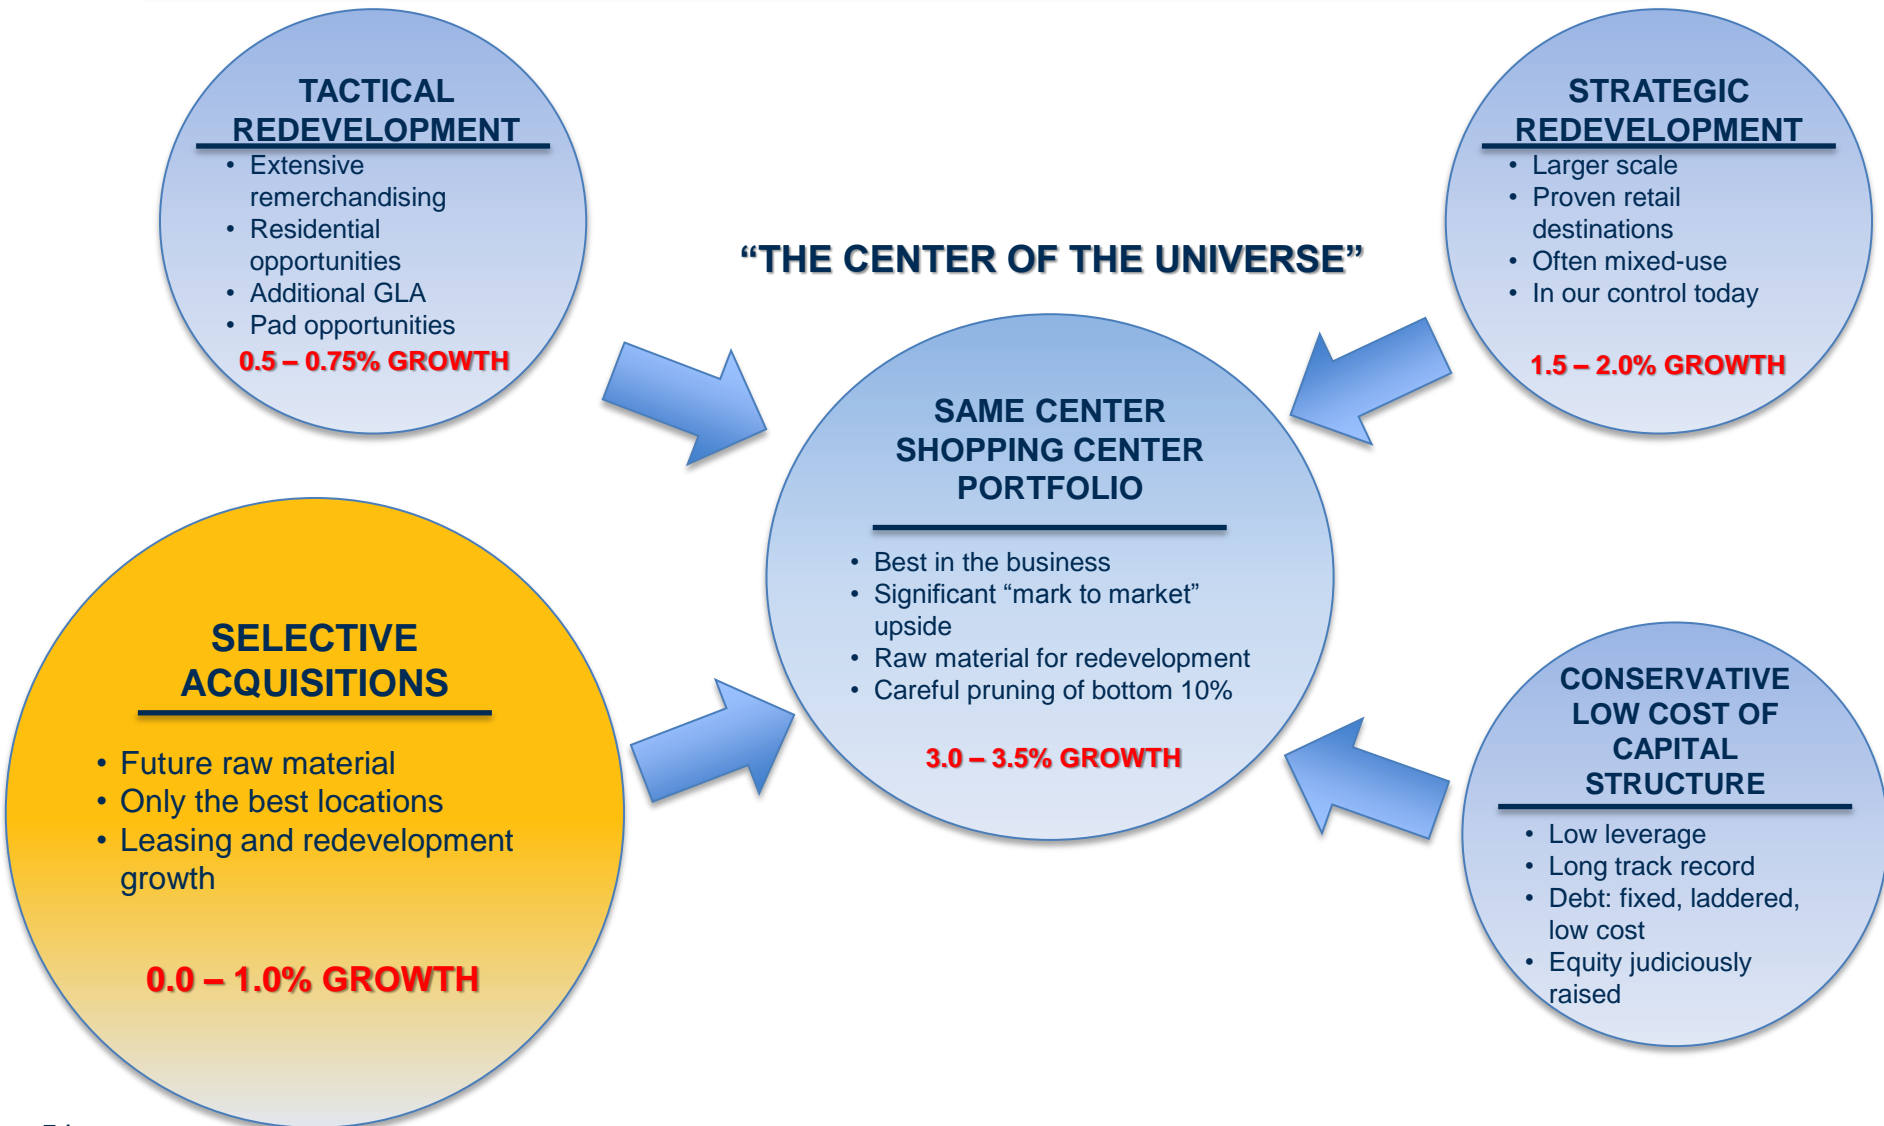 TACTICAL
REDEVELOPMENT
• Extensive
remerchandising
• Residential
opportunities
• Additional GLA
• Pad opportunities
0.5 – 0.75% GROWTH
STRATEGIC
REDEVELOPMENT
• Larger scale
• Proven retail
destinations
• Often mixed-use
• In our control today
1.5 – 2.0% GROWTH
“THE CENTER OF THE UNIVERSE”
SAME CENTER
SHOPPING CENTER
PORTFOLIO
• Best in the business
• Significant “mark to market”
upside
• Raw material for redevelopment
• Careful pruning of bottom 10%
3.0 – 3.5% GROWTH
SELECTIVE
ACQUISITIONS
• Future raw material
• Only the best locations
• Leasing and redevelopment
growth
0.0 – 1.0% GROWTH
CONSERVATIVE
LOW COST OF
CAPITAL
STRUCTURE
• Low leverage
• Long track record
• Debt: fixed, laddered,
low cost
• Equity judiciously
raised